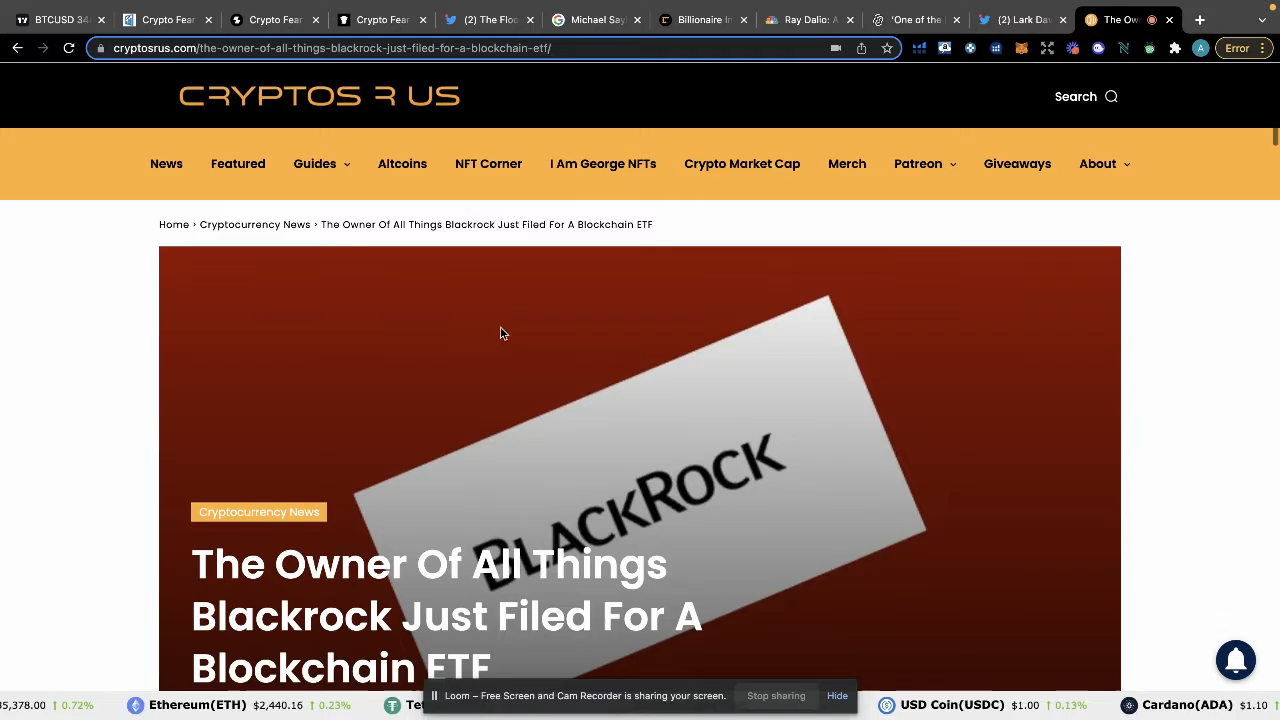 BTCUSD 34
Crypto Fear
Crypto Fear
Crypto Fear
(2) The Floo
Michael Sayl
Billionaire In
Ray Dalio: A
'One of the
(2) Lark Dav
The Ow
cryptosrus.com/the-owner-of-all-things-blackrock-just-filed-for-a-blockchain-etf/
A
Error
CRYPTOS R US
Search
News Featured Guides Altcoins NFT Corner I Am George NFTs Crypto Market Cap Merch Patreon Giveaways About
Home › Cryptocurrency News › The Owner Of All Things Blackrock Just Filed For A Blockchain ETF
BLACKROCK
Cryptocurrency News
The Owner Of All Things
Blackrock Just Filed For A
Blockchain ETF
Loom – Free Screen and Cam Recorder is sharing your screen. Stop sharing Hide
35,378.00 ↑ 0.72% Ethereum(ETH) $2,440.16 ↑ 0.23% Tet USD Coin(USDC) $1.00 ↑ 0.13% Cardano(ADA) $1.10